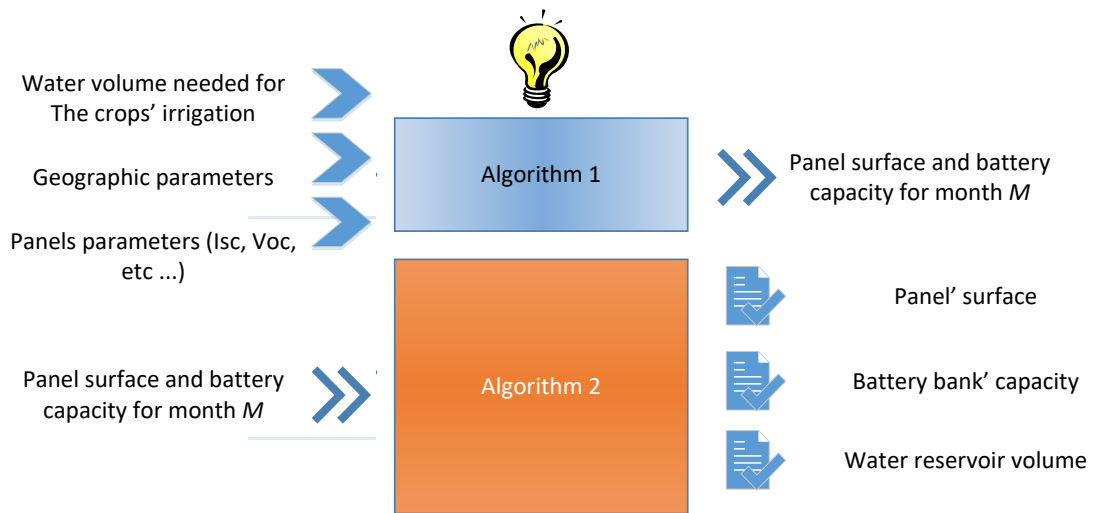 Water volume needed for
The crops’ irrigation
Geographic parameters
Panels parameters (Isc, Voc,
etc ...)
Algorithm 1
Panel surface and battery
capacity for month M
Panel surface and battery
capacity for month M
Algorithm 2
Panel’ surface
Battery bank’ capacity
Water reservoir volume